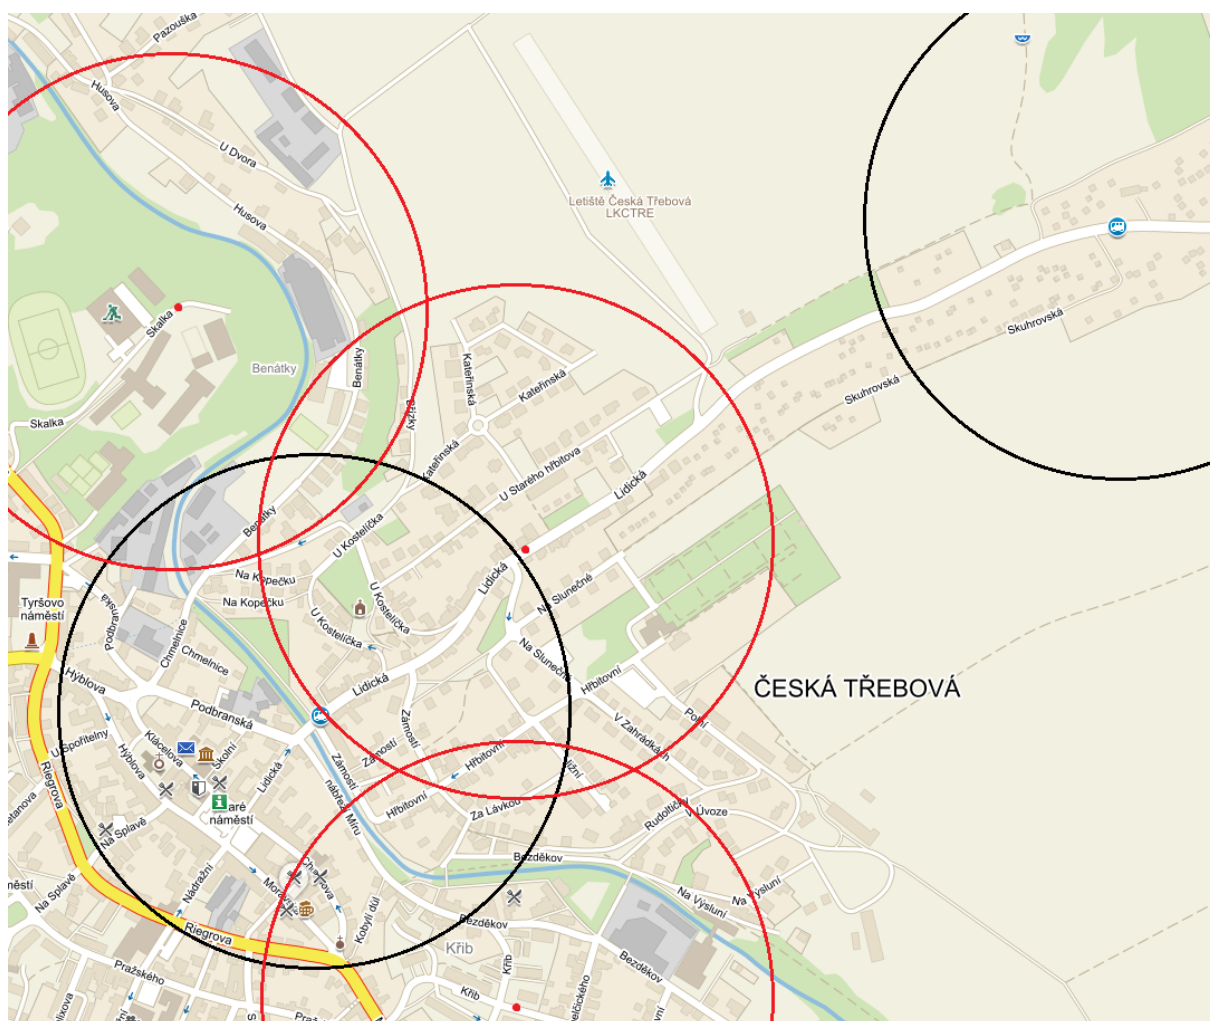 Pazouška
Husova
U Dvora
Letiště Česká Třebová
LKCTRE
Husova
Skalka
Skuhrovská
Benátky
Benátky
Kateřinská
Kateřinská
Skuhrovská
Břízky
Skalka
Kateřinská
U Starého hřbitova
Lidická
Benátky
U Kostelíčka
Lidická
Na Kopečku
Na Slunečné
Na Kopečku
U Kostelíčka
Tyršovo
náměstí
Podbranská
U Kostelíčka
Chmelnice
Na Slunečné
Chmelnice
Hýblova
Lidická
Hřbitovní
ČESKÁ TŘEBOVÁ
Podbranská
Polní
Zámostí
V Zahrádkách
U Spořitelny
Hýblova
Klácelova
Školní
Lidická
Zámostí
Zámostí
Hřbitovní
Riegrova
nábřeží Míru
Hřbitovní
Za Lávkou
Rudoltičky
V Úvoze
náměstí
Na Splavě
Bezděkov
Na Splavě
Nádražní
Kobylí důl
Na Výsluní
Na Výsluní
Riegrova
Bezděkov
Křib
Pražského
Křib
Bezděkov
Křib